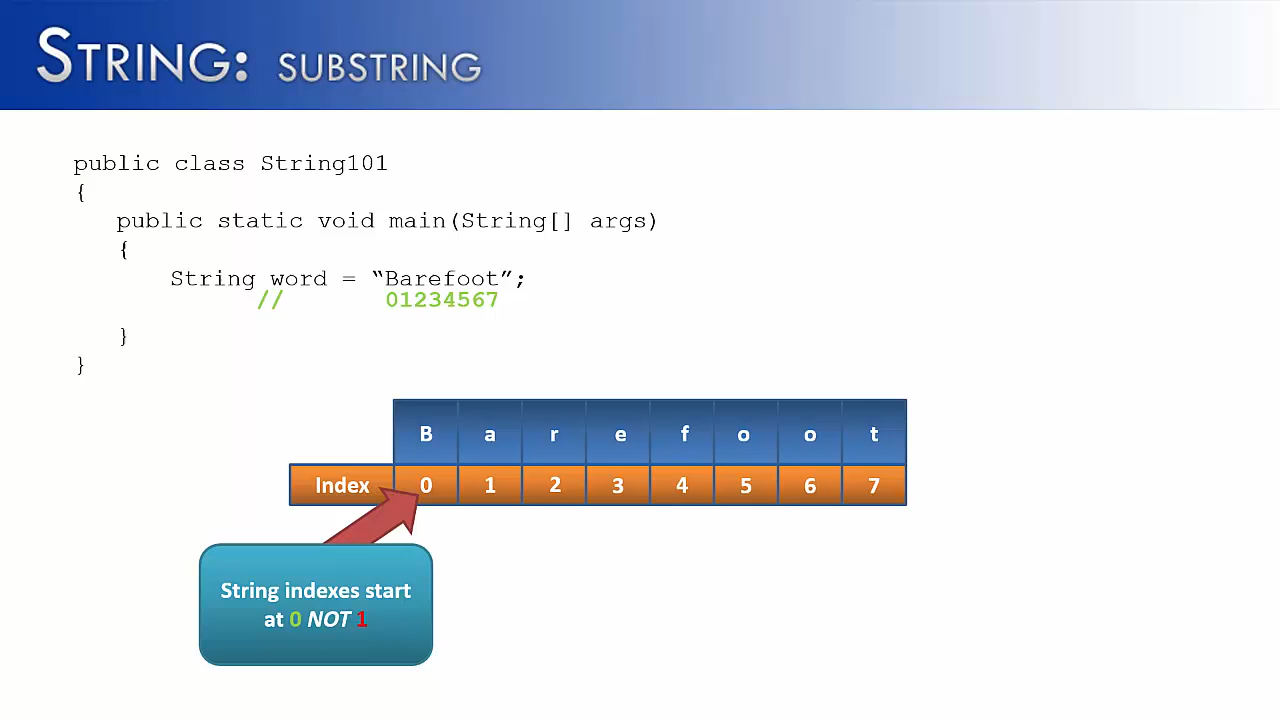 STRING: SUBSTRING
public class String101
{
public static void main(String[] args)
{
String word = “Barefoot”;
// 01234567
}
}
B a r e f o o t
Index 0 1 2 3 4 5 6 7
String indexes start
at 0 NOT 1